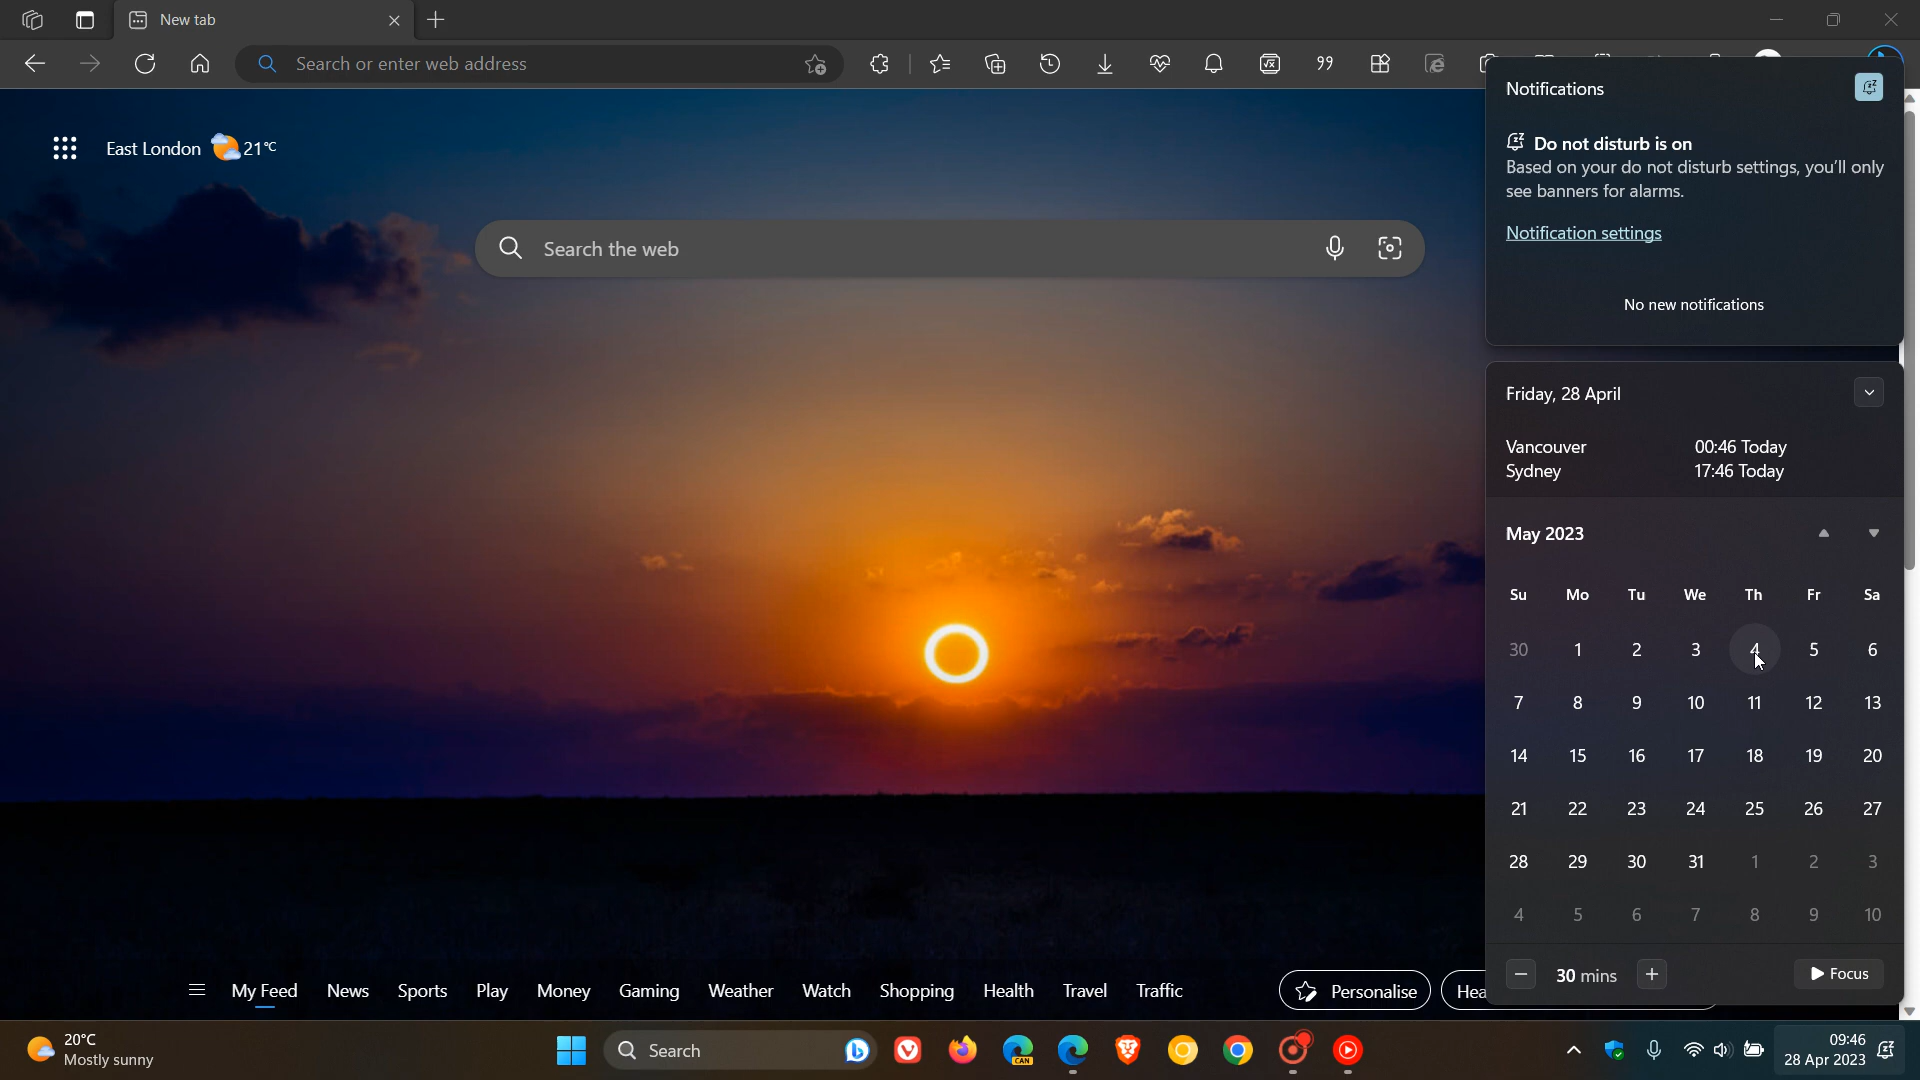 New tab
Search or enter web address
East London 21°C
Search the web
Notifications
Do not disturb is on
Based on your do not disturb settings, you'll only
see banners for alarms.
Notification settings
No new notifications
Friday, 28 April
Vancouver 00:46 Today
Sydney 17:46 Today
May 2023
Su Mo Tu We Th Fr Sa
30 1 2 3 4 5 6
7 8 9 10 11 12 13
14 15 16 17 18 19 20
21 22 23 24 25 26 27
28 29 30 31 1 2 3
4 5 6 7 8 9 10
30 mins Focus
My Feed News Sports Play Money Gaming Weather Watch Shopping Health Travel Traffic Personalise Hea
20°C
Mostly sunny
Search
CAN
09:46
28 Apr 2023